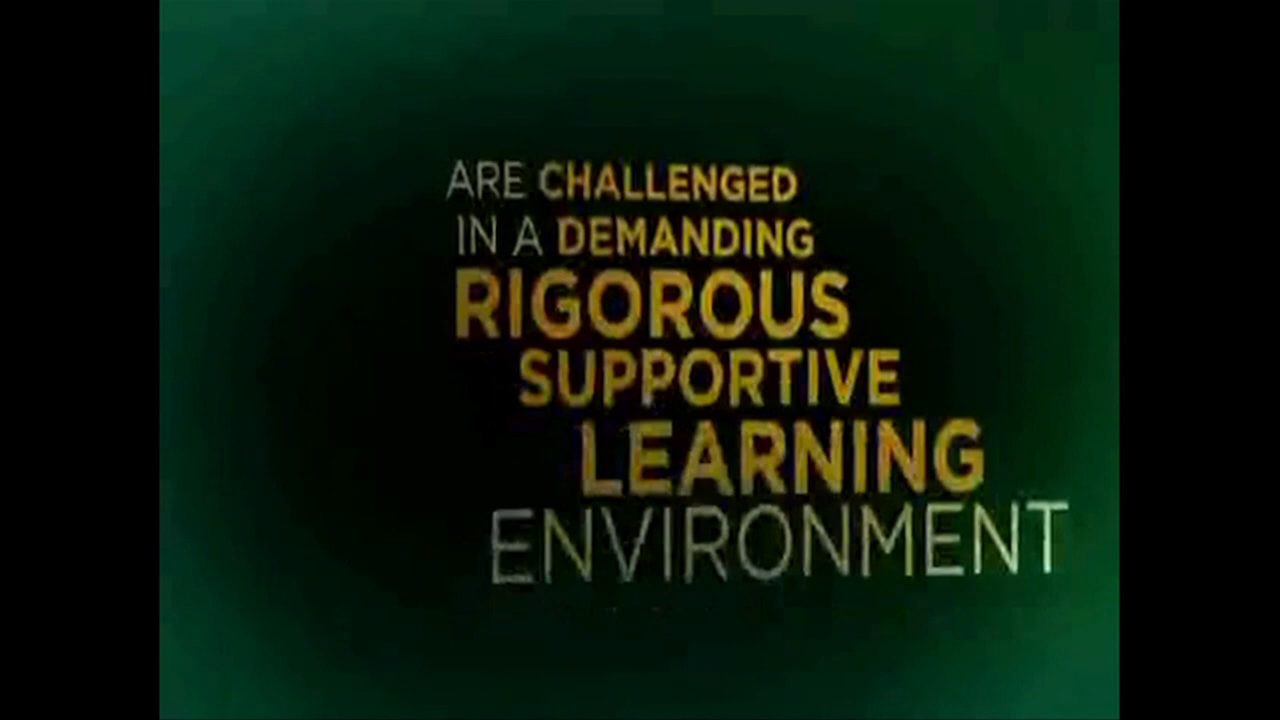 ARE CHALLENGED
IN A DEMANDING
RIGOROUS
SUPPORTIVE
LEARNING
ENVIRONMENT